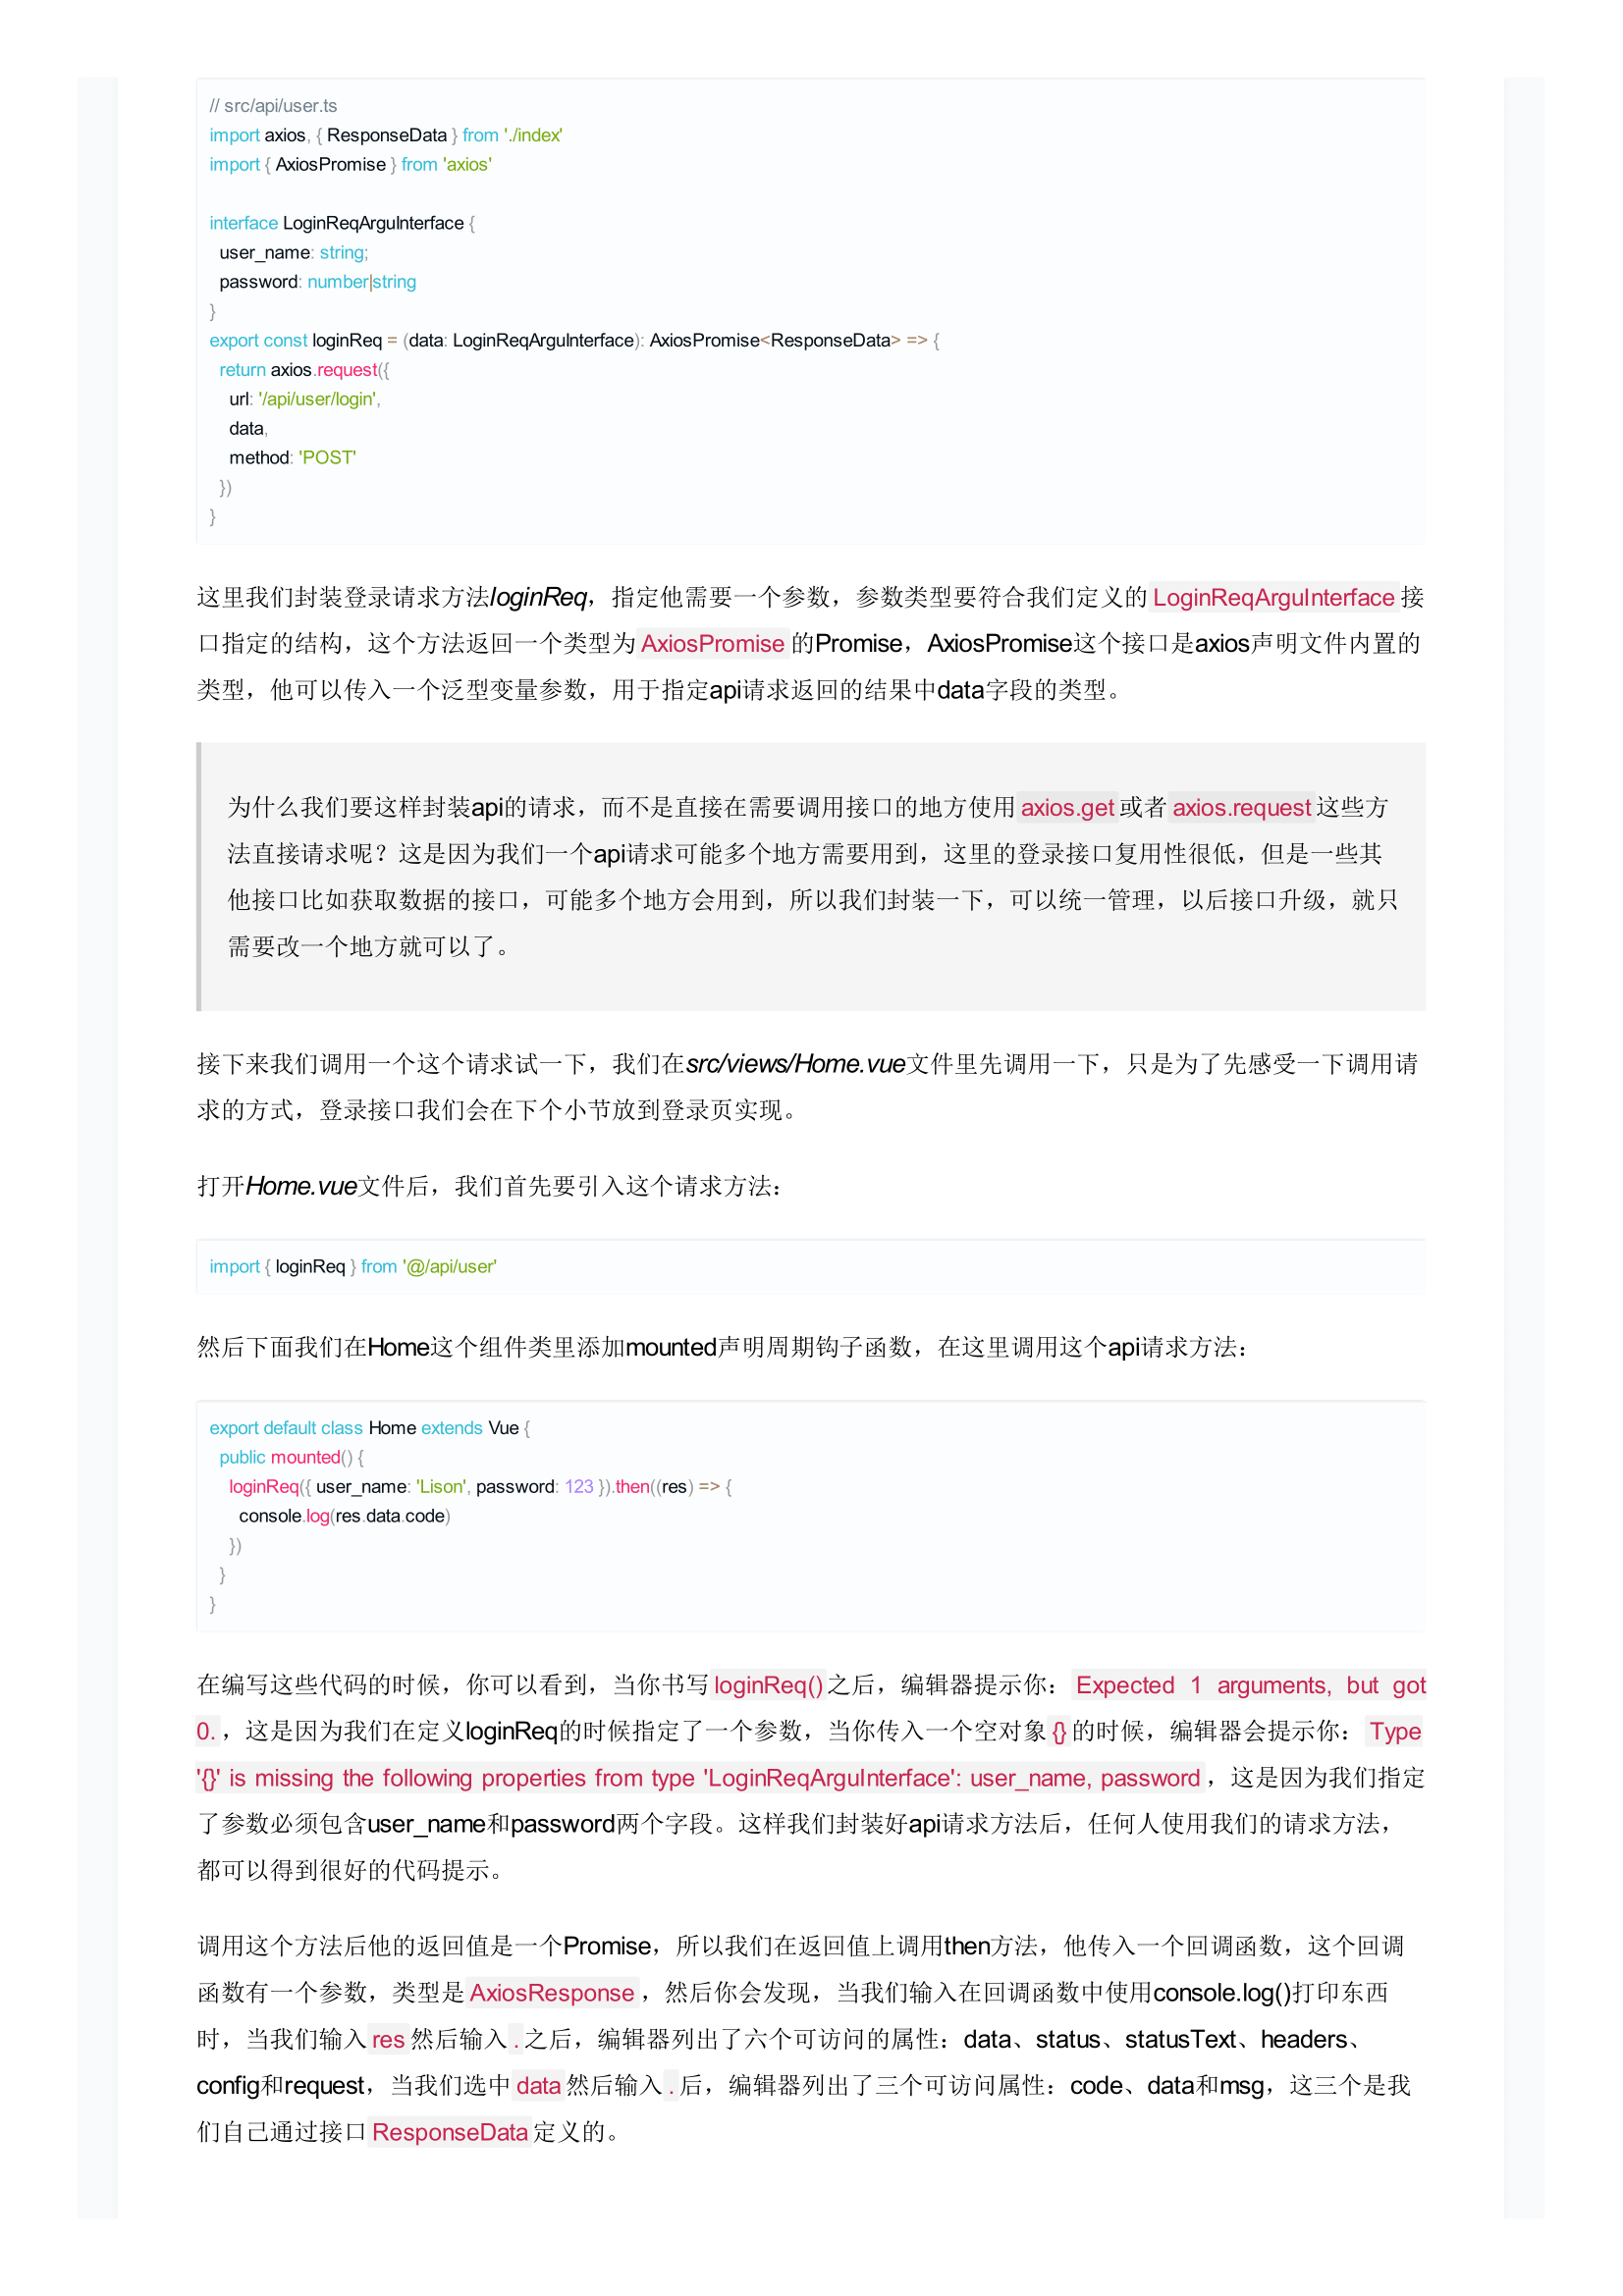 // src/api/user.ts
import axios, { ResponseData } from './index'
import { AxiosPromise } from 'axios'
interface LoginReqArguInterface {
user_name: string;
password: number|string
}
export const loginReq = (data: LoginReqArguInterface): AxiosPromise<ResponseData> => {
return axios.request({
url: '/api/user/login',
data,
method: 'POST'
})
}
这里我们封装登录请求方法loginReq，指定他需要一个参数，参数类型要符合我们定义的LoginReqArguInterface接
口指定的结构，这个方法返回一个类型为AxiosPromise的Promise，AxiosPromise这个接口是axios声明文件内置的
类型，他可以传入一个泛型变量参数，用于指定api请求返回的结果中data字段的类型。
为什么我们要这样封装api的请求，而不是直接在需要调用接口的地方使用axios.get或者axios.request这些方
法直接请求呢？这是因为我们一个api请求可能多个地方需要用到，这里的登录接口复用性很低，但是一些其
他接口比如获取数据的接口，可能多个地方会用到，所以我们封装一下，可以统一管理，以后接口升级，就只
需要改一个地方就可以了。
接下来我们调用一个这个请求试一下，我们在src/views/Home.vue文件里先调用一下，只是为了先感受一下调用请
求的方式，登录接口我们会在下个小节放到登录页实现。
打开Home.vue文件后，我们首先要引入这个请求方法：
import { loginReq } from '@/api/user'
然后下面我们在Home这个组件类里添加mounted声明周期钩子函数，在这里调用这个api请求方法：
export default class Home extends Vue {
public mounted() {
loginReq({ user_name: 'Lison', password: 123 }).then((res) => {
console.log(res.data.code)
})
}
}
在编写这些代码的时候，你可以看到，当你书写loginReq()之后，编辑器提示你：Expected 1 arguments, but got
0.，这是因为我们在定义loginReq的时候指定了一个参数，当你传入一个空对象{}的时候，编辑器会提示你：Type
'{}' is missing the following properties from type 'LoginReqArguInterface': user_name, password，这是因为我们指定
了参数必须包含user_name和password两个字段。这样我们封装好api请求方法后，任何人使用我们的请求方法，
都可以得到很好的代码提示。
调用这个方法后他的返回值是一个Promise，所以我们在返回值上调用then方法，他传入一个回调函数，这个回调
函数有一个参数，类型是AxiosResponse，然后你会发现，当我们输入在回调函数中使用console.log()打印东西
时，当我们输入res然后输入.之后，编辑器列出了六个可访问的属性：data、status、statusText、headers、
config和request，当我们选中data然后输入.后，编辑器列出了三个可访问属性：code、data和msg，这三个是我
们自己通过接口ResponseData定义的。